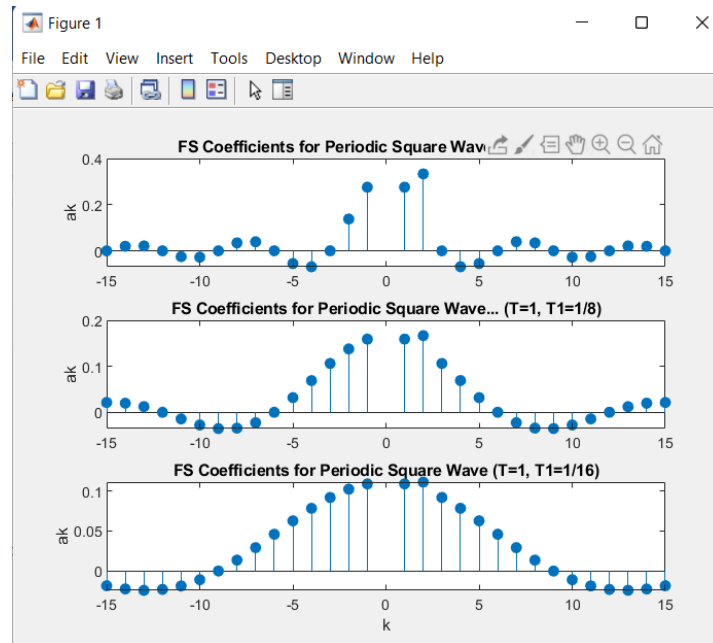 Figure 1
File Edit View Insert Tools Desktop Window Help
FS Coefficients for Periodic Square Wav
0.4
0.2
0
ak
-15 -10 -5 0 5 10 15
FS Coefficients for Periodic Square Wave... (T=1, T1=1/8)
0.2
0.1
0
ak
-15 -10 -5 0 5 10 15
FS Coefficients for Periodic Square Wave (T=1, T1=1/16)
0.1
0.05
0
ak
-15 -10 -5 0 5 10 15
k